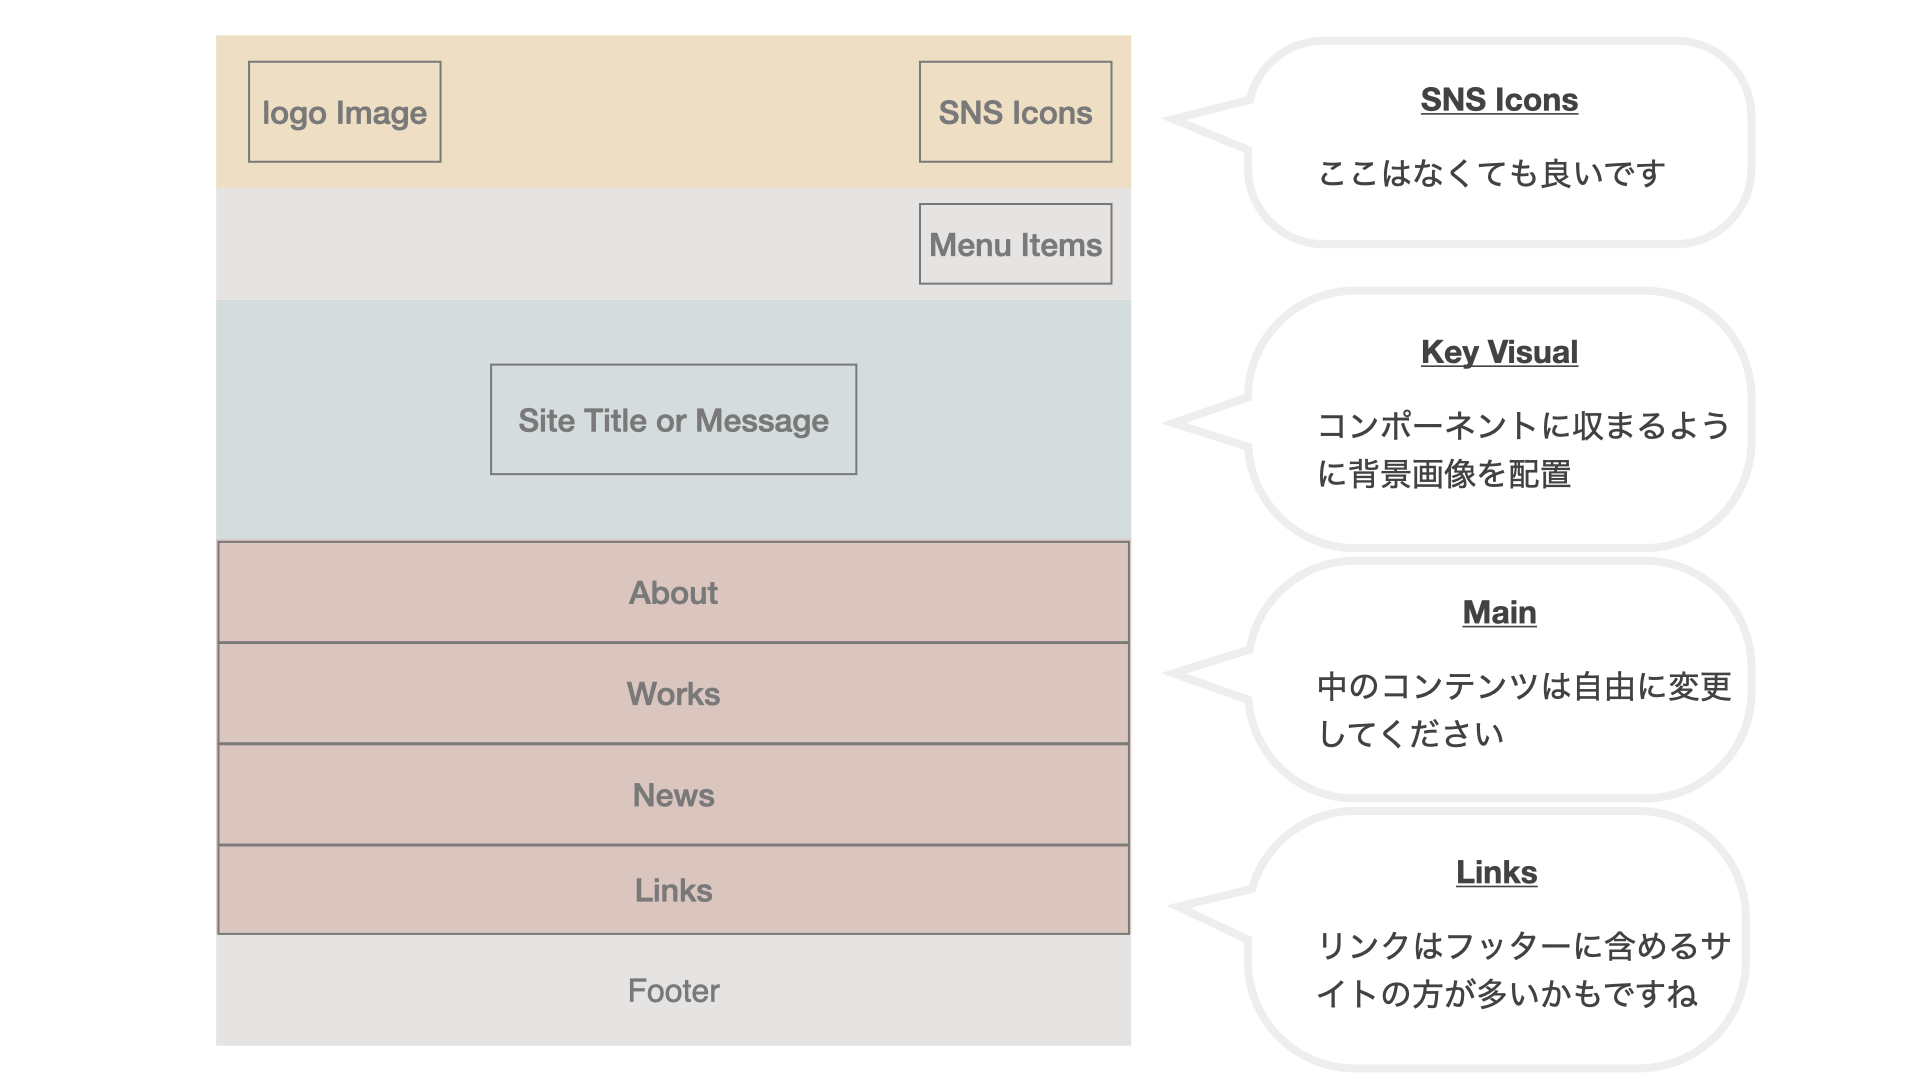 logo Image
SNS Icons
Menu Items
Site Title or Message
About
Works
News
Links
Footer
SNS Icons
ここはなくても良いです
Key Visual
コンポーネントに収まるよう
に背景画像を配置
Main
中のコンテンツは自由に変更
してください
Links
リンクはフッターに含めるサ
イトの方が多いかもですね